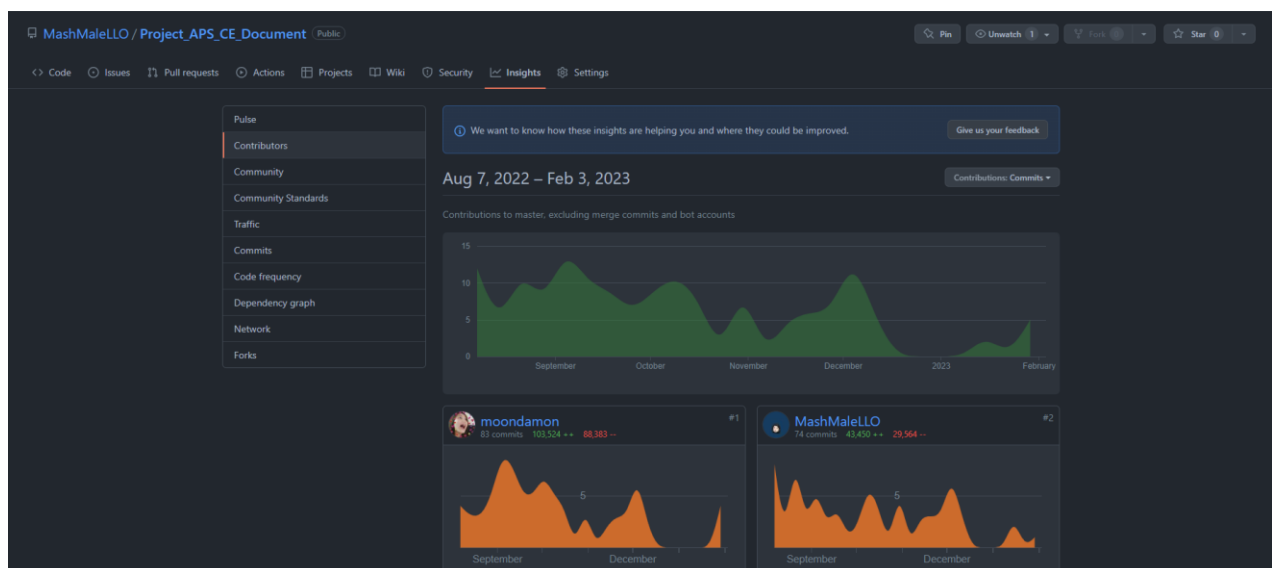 MashMaleLLO / Project_APS_CE_Document Public
Pin Unwatch 1 Fork 0 Star 0
<> Code Issues Pull requests Actions Projects Wiki Security Insights Settings
Pulse
Contributors
Community
Community Standards
Traffic
Commits
Code frequency
Dependency graph
Network
Forks
We want to know how these insights are helping you and where they could be improved. Give us your feedback
Aug 7, 2022 – Feb 3, 2023 Contributions: Commits
Contributions to master, excluding merge commits and bot accounts
15
10
5
0
September October November December 2023 February
moondamon #1
83 commits 103,524 ++ 88,383 --
5
September December
MashMaleLLO #2
74 commits 43,450 ++ 29,564 --
5
September December